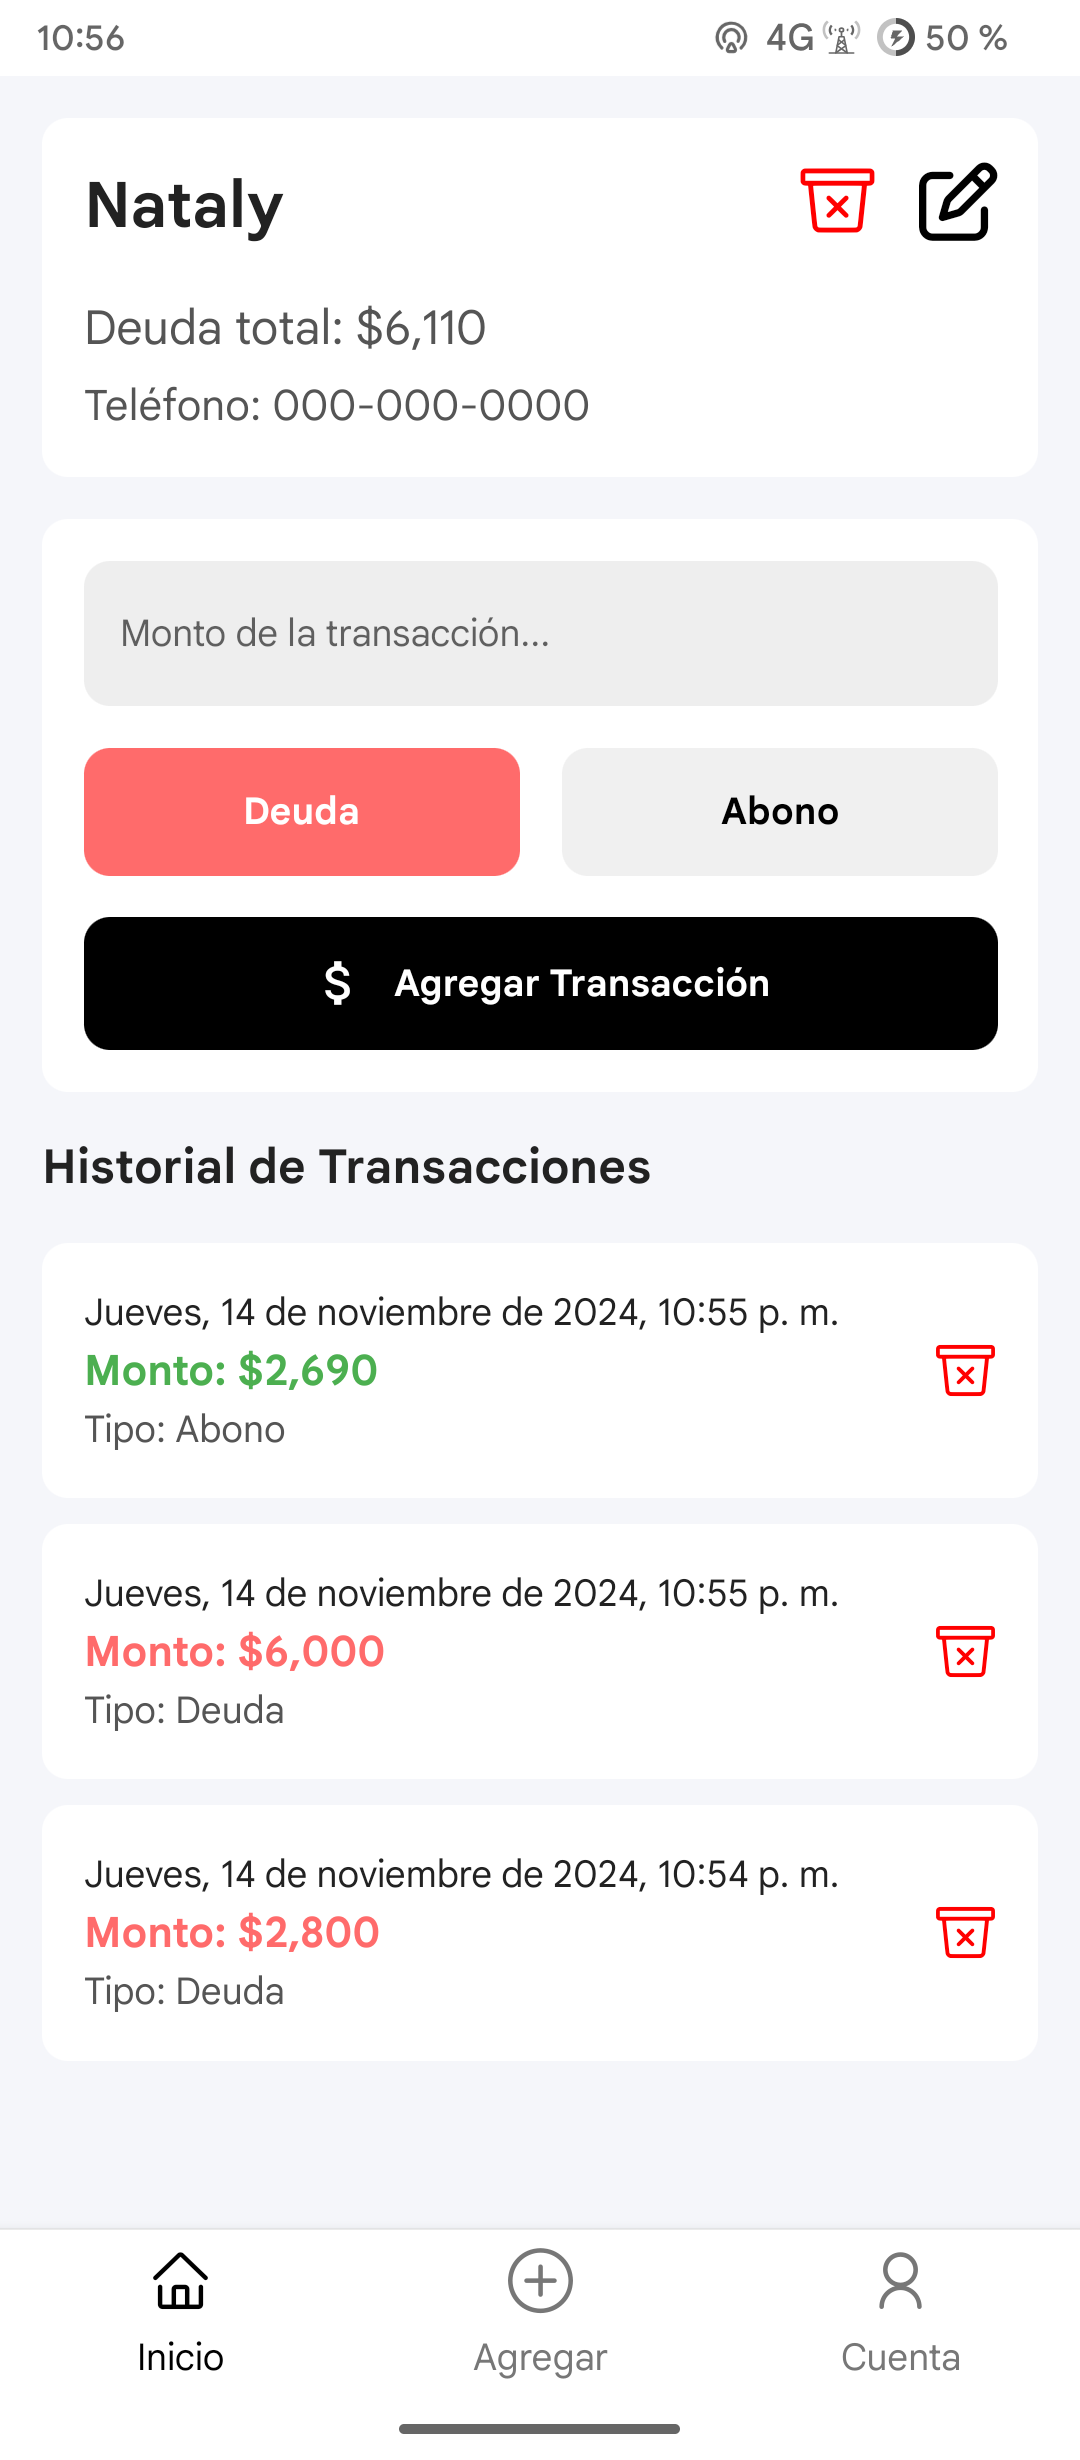 10:56
4G 50 %
Nataly
Deuda total: $6,110
Teléfono: 000-000-0000
Monto de la transacción...
Deuda
Abono
$ Agregar Transacción
Historial de Transacciones
Jueves, 14 de noviembre de 2024, 10:55 p. m.
Monto: $2,690
Tipo: Abono
Jueves, 14 de noviembre de 2024, 10:55 p. m.
Monto: $6,000
Tipo: Deuda
Jueves, 14 de noviembre de 2024, 10:54 p. m.
Monto: $2,800
Tipo: Deuda
Inicio
Agregar
Cuenta